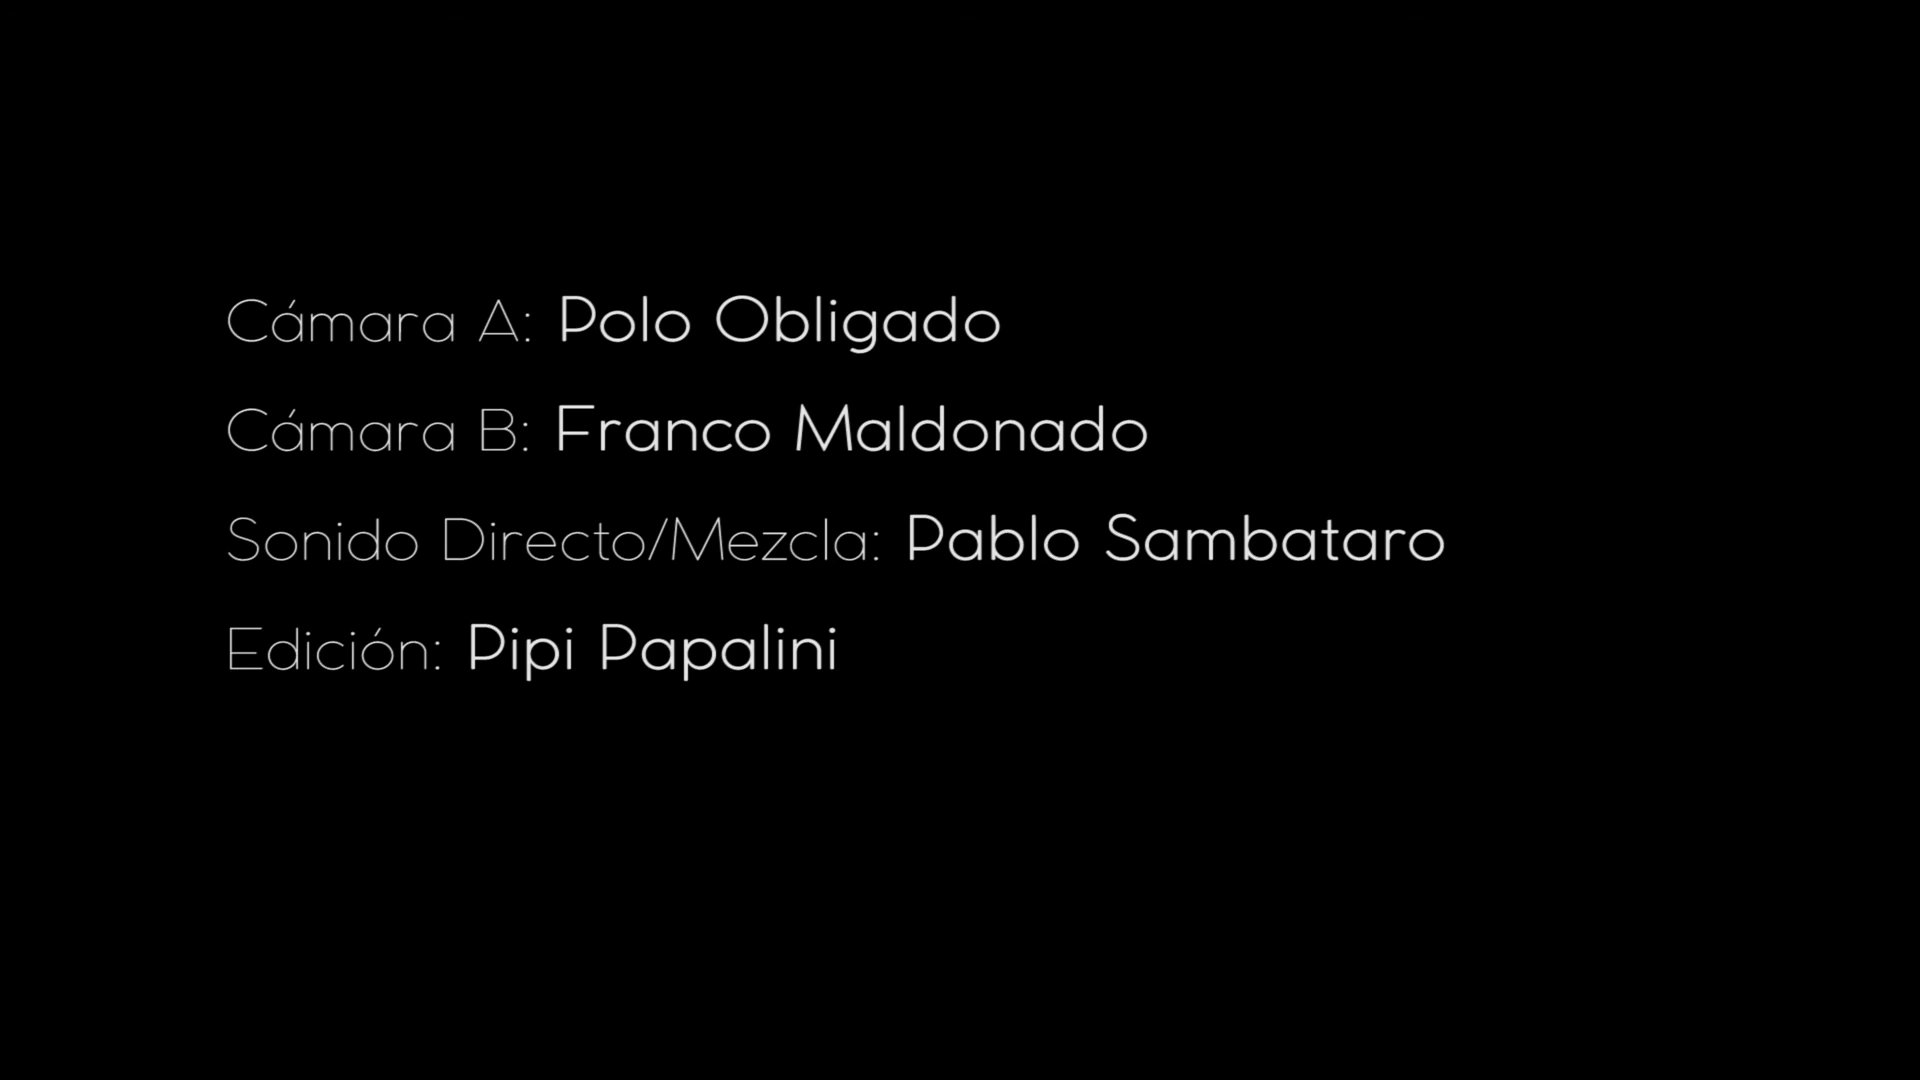 Cámara A: Polo Obligado
Cámara B: Franco Maldonado
Sonido Directo/Mezcla: Pablo Sambataro
Edición: Pipi Papalini